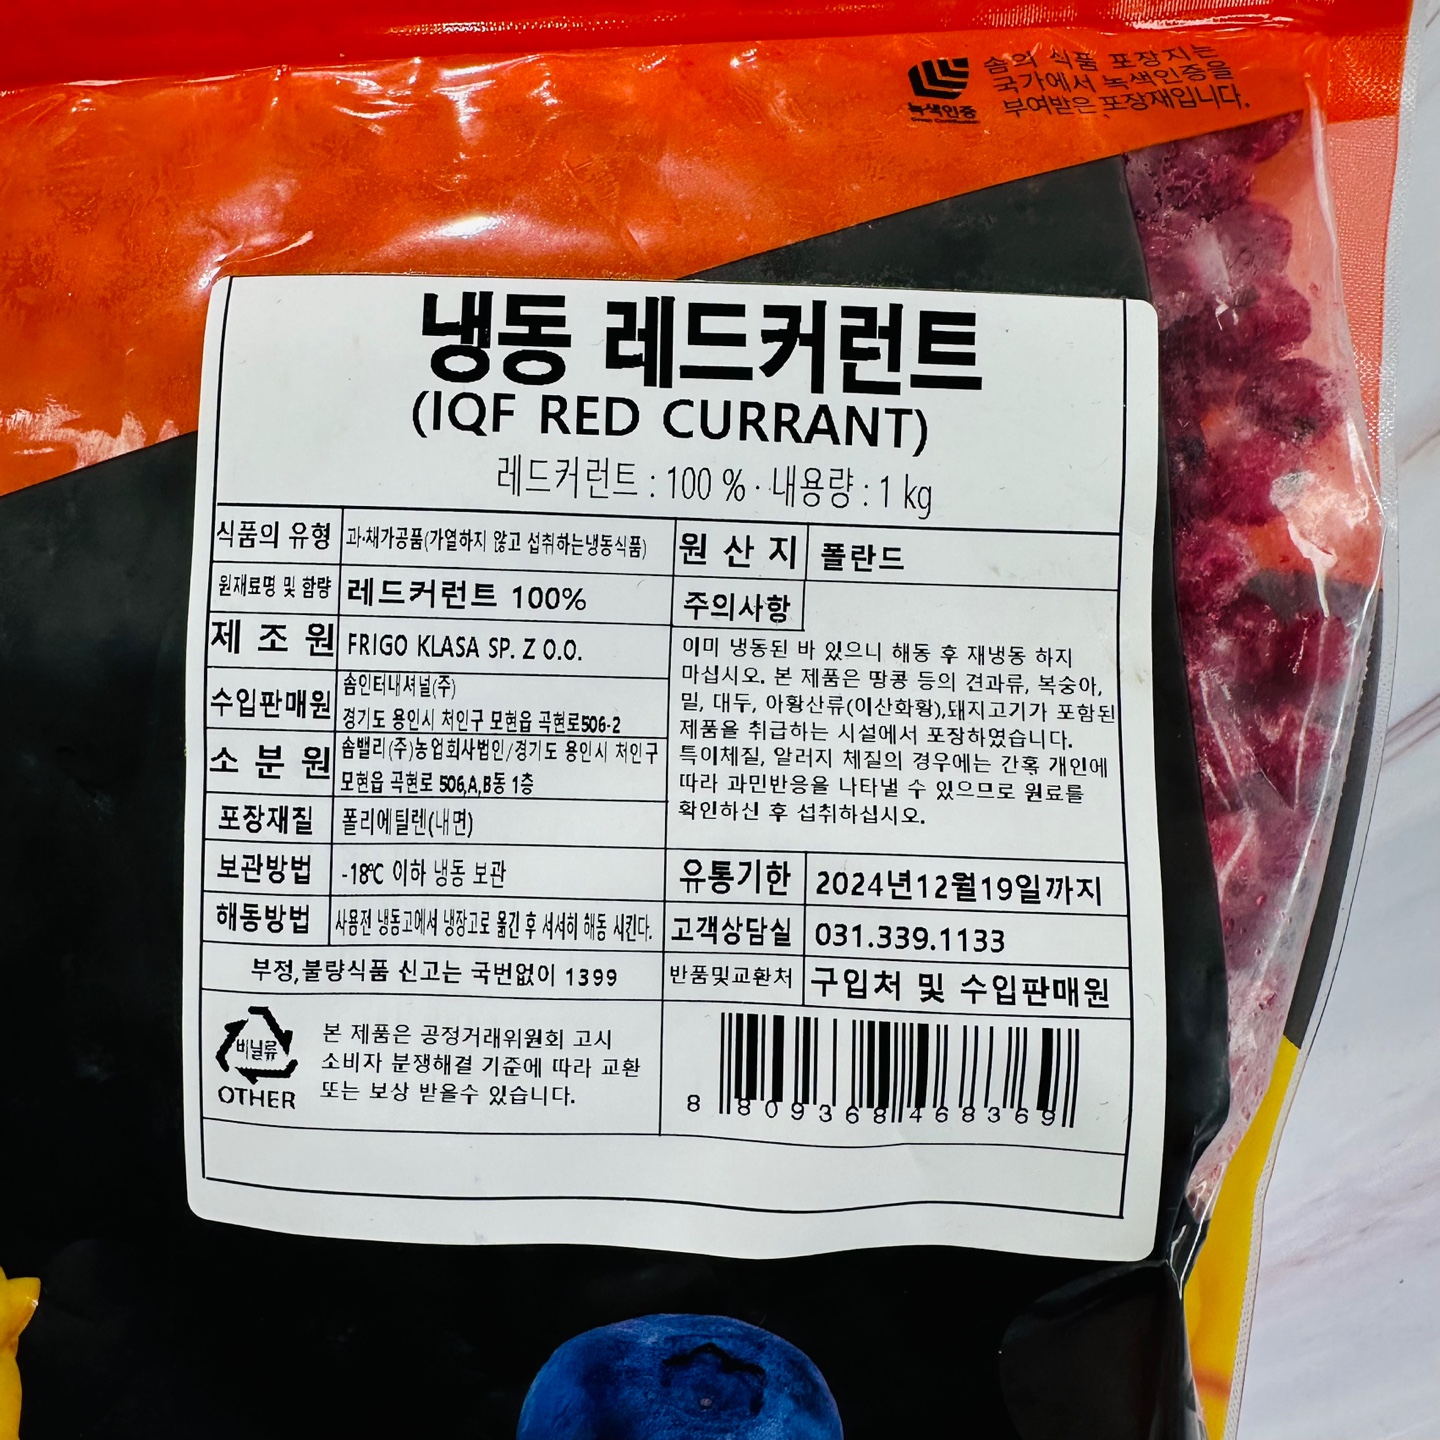 솜의 식품 포장지는
국가에서 녹색인증을
부여받은 포장재입니다.
녹색인증
냉동 레드커런트
(IQF RED CURRANT)
레드커런트 : 100 % · 내용량 : 1 kg
식품의 유형 과·채가공품(가열하지 않고 섭취하는냉동식품)
원 산 지 폴란드
원재료명 및 함량 레드커런트 100%
제 조 원 FRIGO KLASA SP. Z O.O.
수입판매원 솜인터내셔널(주)
경기도 용인시 처인구 모현읍 곡현로506-2
소 분 원 솜밸리(주)농업회사법인/경기도 용인시 처인구
모현읍 곡현로 506,A,B동 1층
포장재질 폴리에틸렌(내면)
보관방법 -18℃ 이하 냉동 보관
해동방법 사용전 냉동고에서 냉장고로 옮긴 후 서서히 해동 시킨다.
부정,불량식품 신고는 국번없이 1399
주의사항
이미 냉동된 바 있으니 해동 후 재냉동 하지
마십시오. 본 제품은 땅콩 등의 견과류, 복숭아,
밀, 대두, 아황산류(이산화황),돼지고기가 포함된
제품을 취급하는 시설에서 포장하였습니다.
특이체질, 알러지 체질의 경우에는 간혹 개인에
따라 과민반응을 나타낼 수 있으므로 원료를
확인하신 후 섭취하십시오.
유통기한 2024년12월19일까지
고객상담실 031.339.1133
반품및교환처 구입처 및 수입판매원
비닐류
OTHER
본 제품은 공정거래위원회 고시
소비자 분쟁해결 기준에 따라 교환
또는 보상 받을수 있습니다.
8 809368 468369